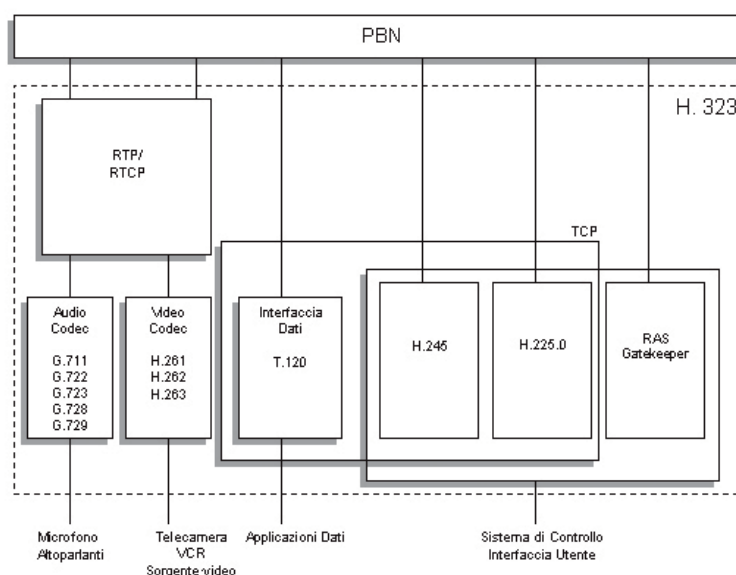 PBN
H. 323
RTP/
RTCP
TCP
Audio
Codec
G.711
G.722
G.723
G.728
G.729
Video
Codec
H.261
H.262
H.263
Interfaccia
Dati
T.120
H.245
H.225.0
RAS
Gatekeeper
Microfono
Altoparlanti
Telecamera
VCR
Sorgente video
Applicazioni Dati
Sistema di Controllo
Interfaccia Utente